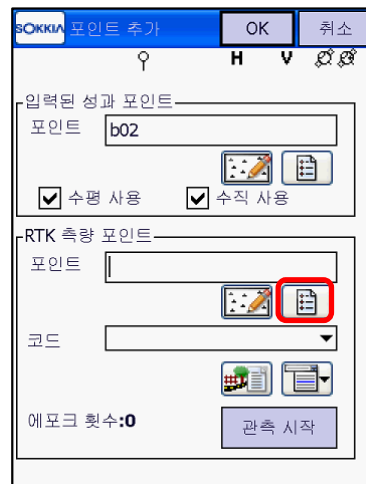 SOKKIA 포인트 추가 OK 취소
H V
입력된 성과 포인트
포인트 b02
수평 사용 수직 사용
RTK 측량 포인트
포인트
코드
에포크 횟수:0 관측 시작